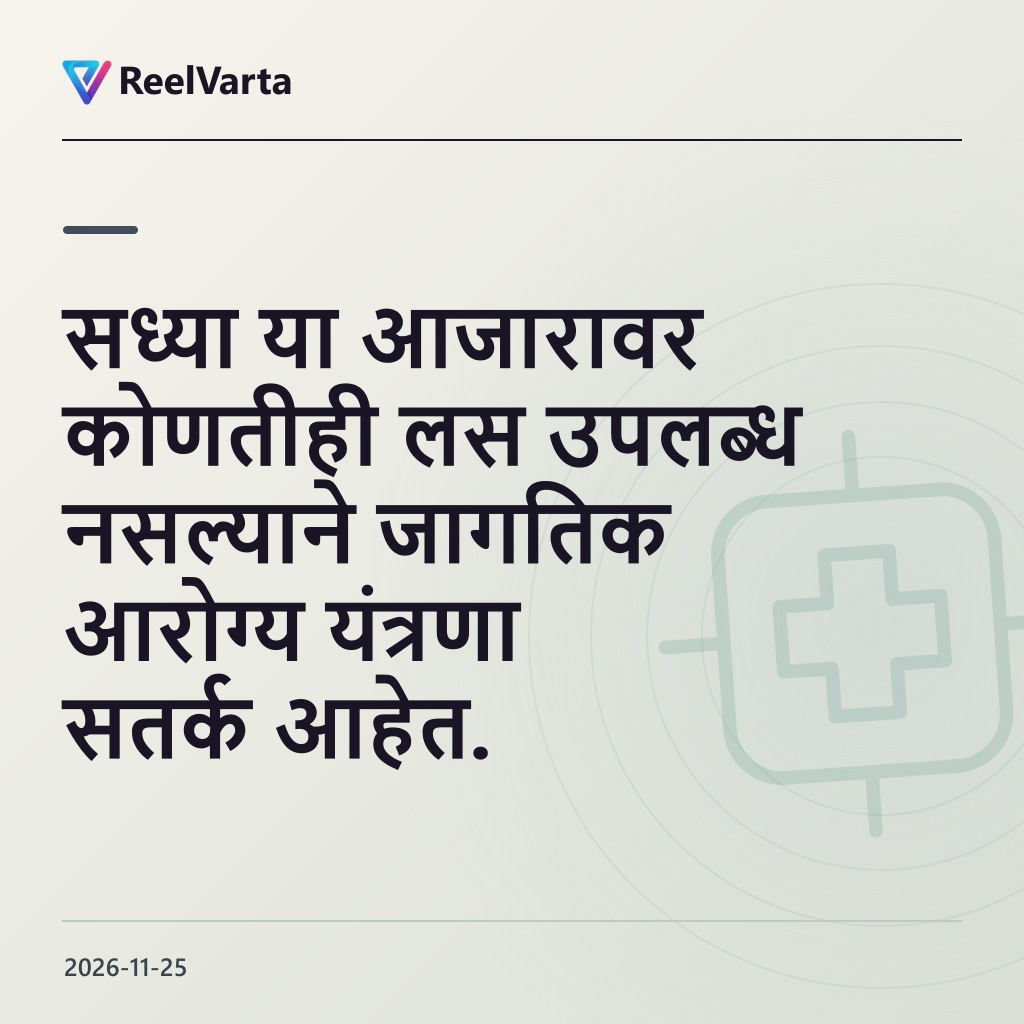 ReelVarta
सध्या या आजारावर
कोणतीही लस उपलब्ध
नसल्याने जागतिक
आरोग्य यंत्रणा
सतर्क आहेत.
2026-11-25